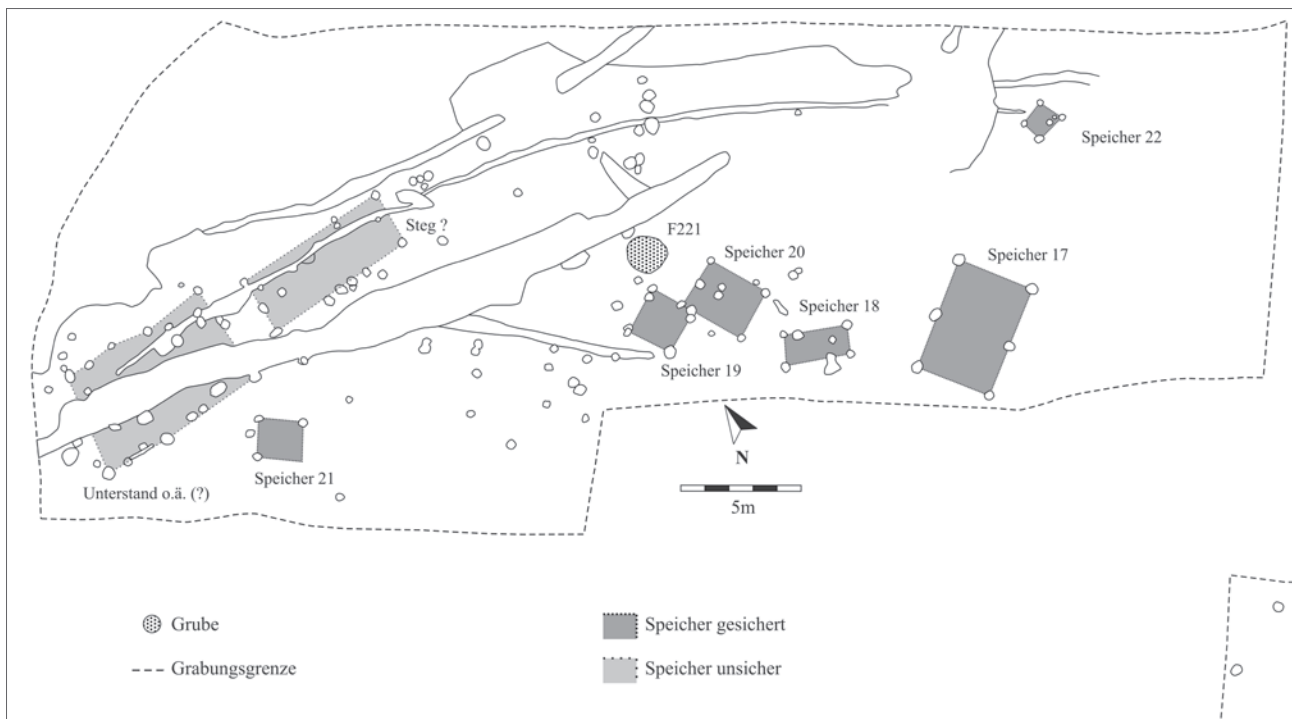 Speicher 22
Steg ?
F221
Speicher 20
Speicher 17
Speicher 18
Speicher 19
Speicher 21
Unterstand o.ä. (?)
N
5m
Grube
Speicher gesichert
Grabungsgrenze
Speicher unsicher